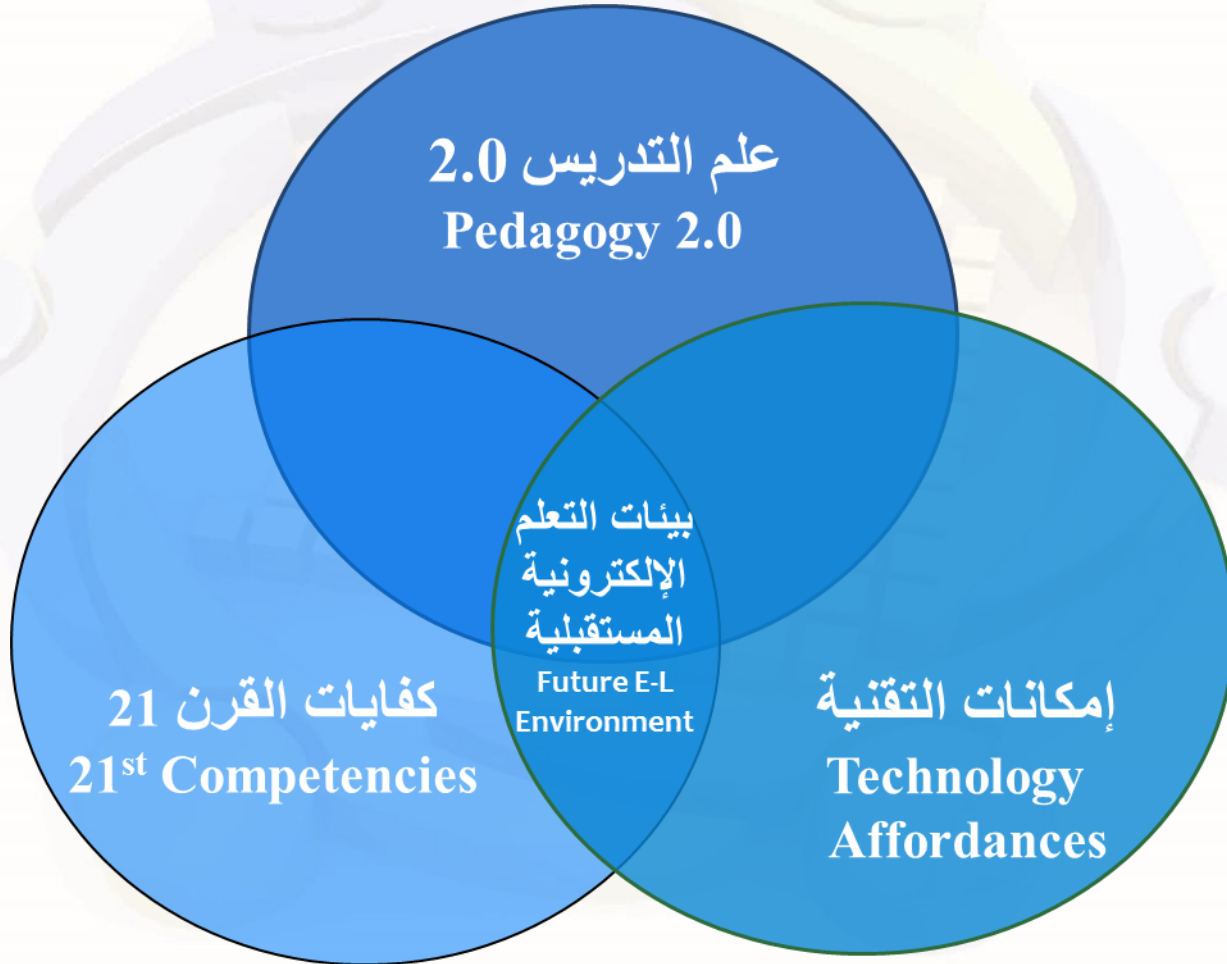 علم التدريس 2.0
Pedagogy 2.0
بيئات التعلم
الإلكترونية
المستقبلية
Future E-L
Environment
كفايات القرن 21
21st Competencies
إمكانات التقنية
Technology
Affordances